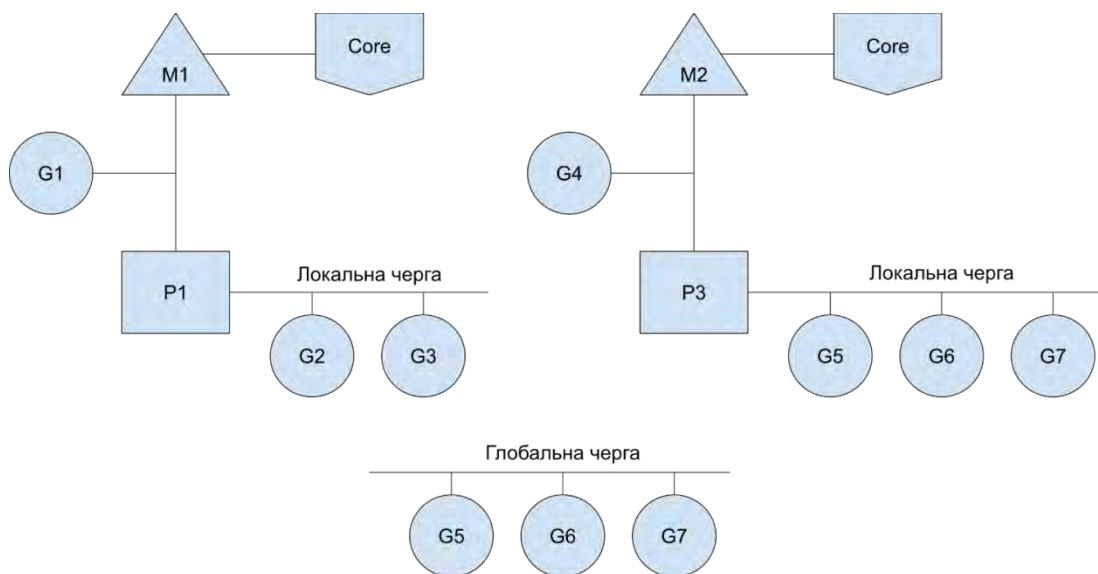 Core
Core
M1
M2
G1
G4
Локальна черга
Локальна черга
P1
P3
G2
G3
G5
G6
G7
Глобальна черга
G5
G6
G7